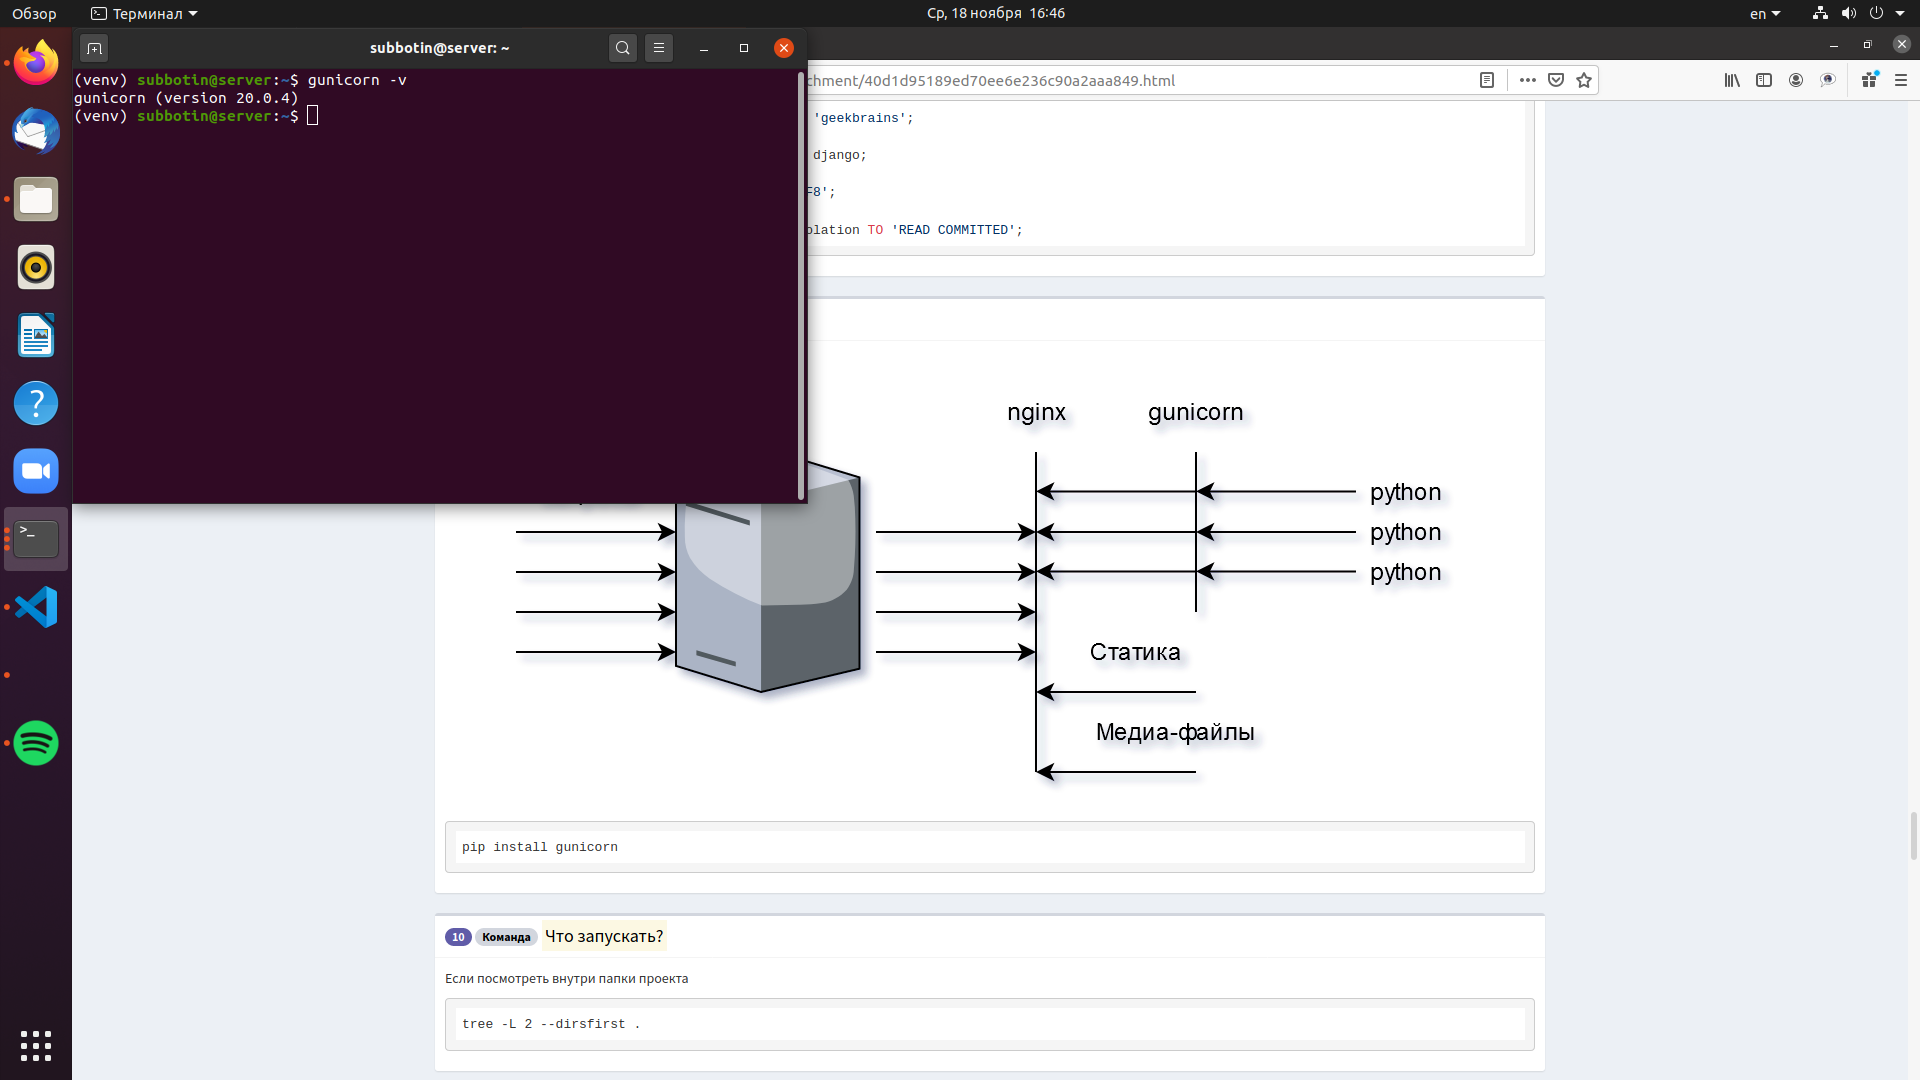 Обзор
Терминал
Ср, 18 ноября 16:46
en
subbotin@server: ~
(venv) subbotin@server:~$ gunicorn -v
gunicorn (version 20.0.4)
(venv) subbotin@server:~$
chment/40d1d95189ed70ee6e236c90a2aaa849.html
'geekbrains';
django;
F8';
olation TO 'READ COMMITTED';
nginx
gunicorn
python
python
python
Статика
Медиа-файлы
pip install gunicorn
10 Команда Что запускать?
Если посмотреть внутри папки проекта
tree -L 2 --dirsfirst .